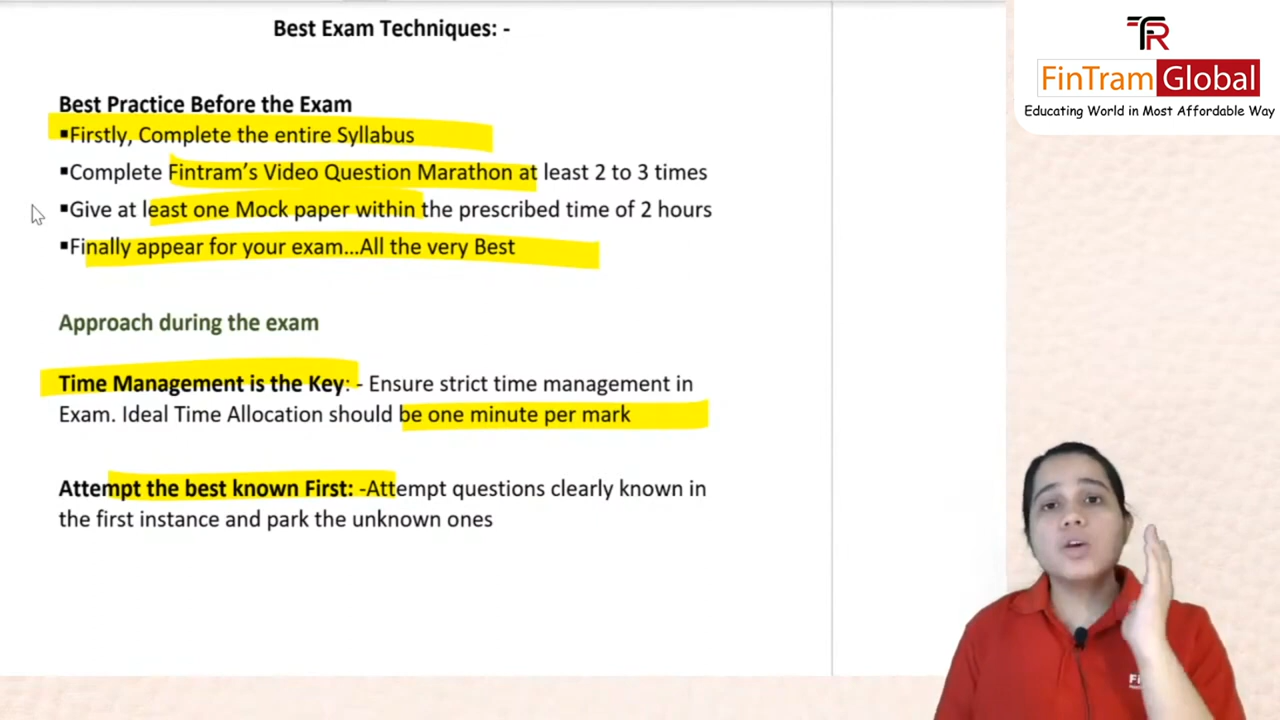 Best Exam Techniques: -
TR
FinTram Global
Educating World in Most Affordable Way
Best Practice Before the Exam
▪Firstly, Complete the entire Syllabus
▪Complete Fintram’s Video Question Marathon at least 2 to 3 times
▪Give at least one Mock paper within the prescribed time of 2 hours
▪Finally appear for your exam...All the very Best
Approach during the exam
Time Management is the Key: - Ensure strict time management in
Exam. Ideal Time Allocation should be one minute per mark
Attempt the best known First: -Attempt questions clearly known in
the first instance and park the unknown ones